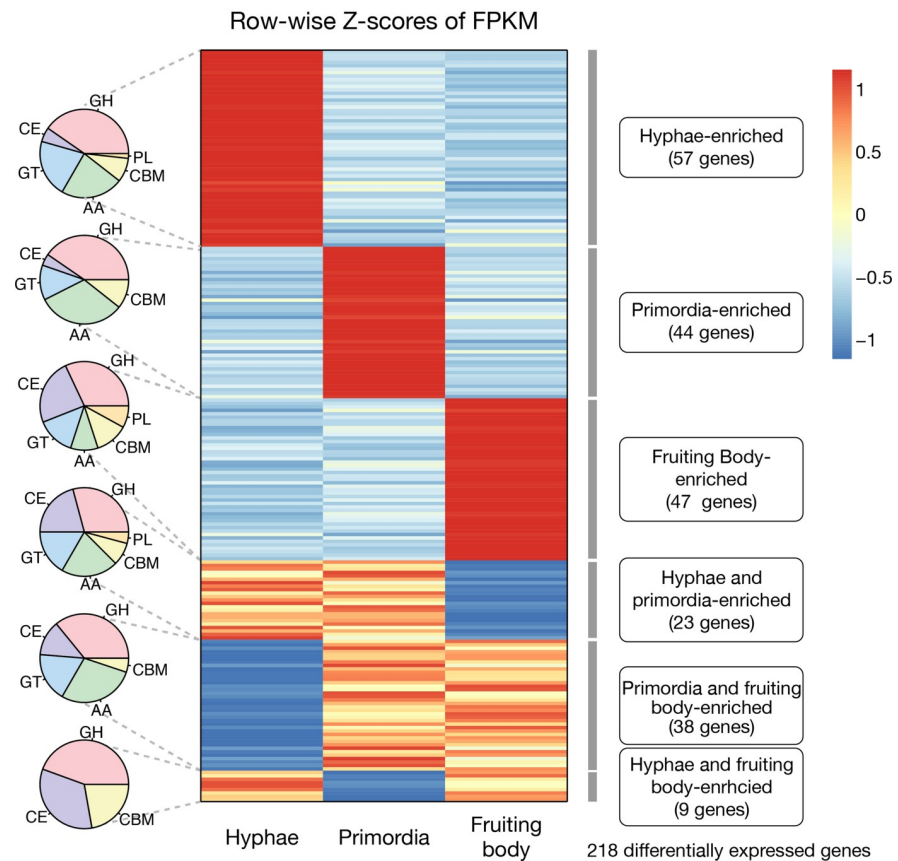 Row-wise Z-scores of FPKM
GH
CE
PL
GT
CBM
AA
GH
CE
GT
CBM
AA
GH
CE
PL
GT
CBM
AA
GH
CE
PL
GT
CBM
AA
GH
CE
CBM
GT
AA
GH
CE
CBM
Hyphae
Primordia
Fruiting
body
Hyphae-enriched
(57 genes)
Primordia-enriched
(44 genes)
Fruiting Body-
enriched
(47 genes)
Hyphae and
primordia-enriched
(23 genes)
Primordia and fruiting
body-enriched
(38 genes)
Hyphae and fruiting
body-enrhcied
(9 genes)
1
0.5
0
−0.5
−1
218 differentially expressed genes